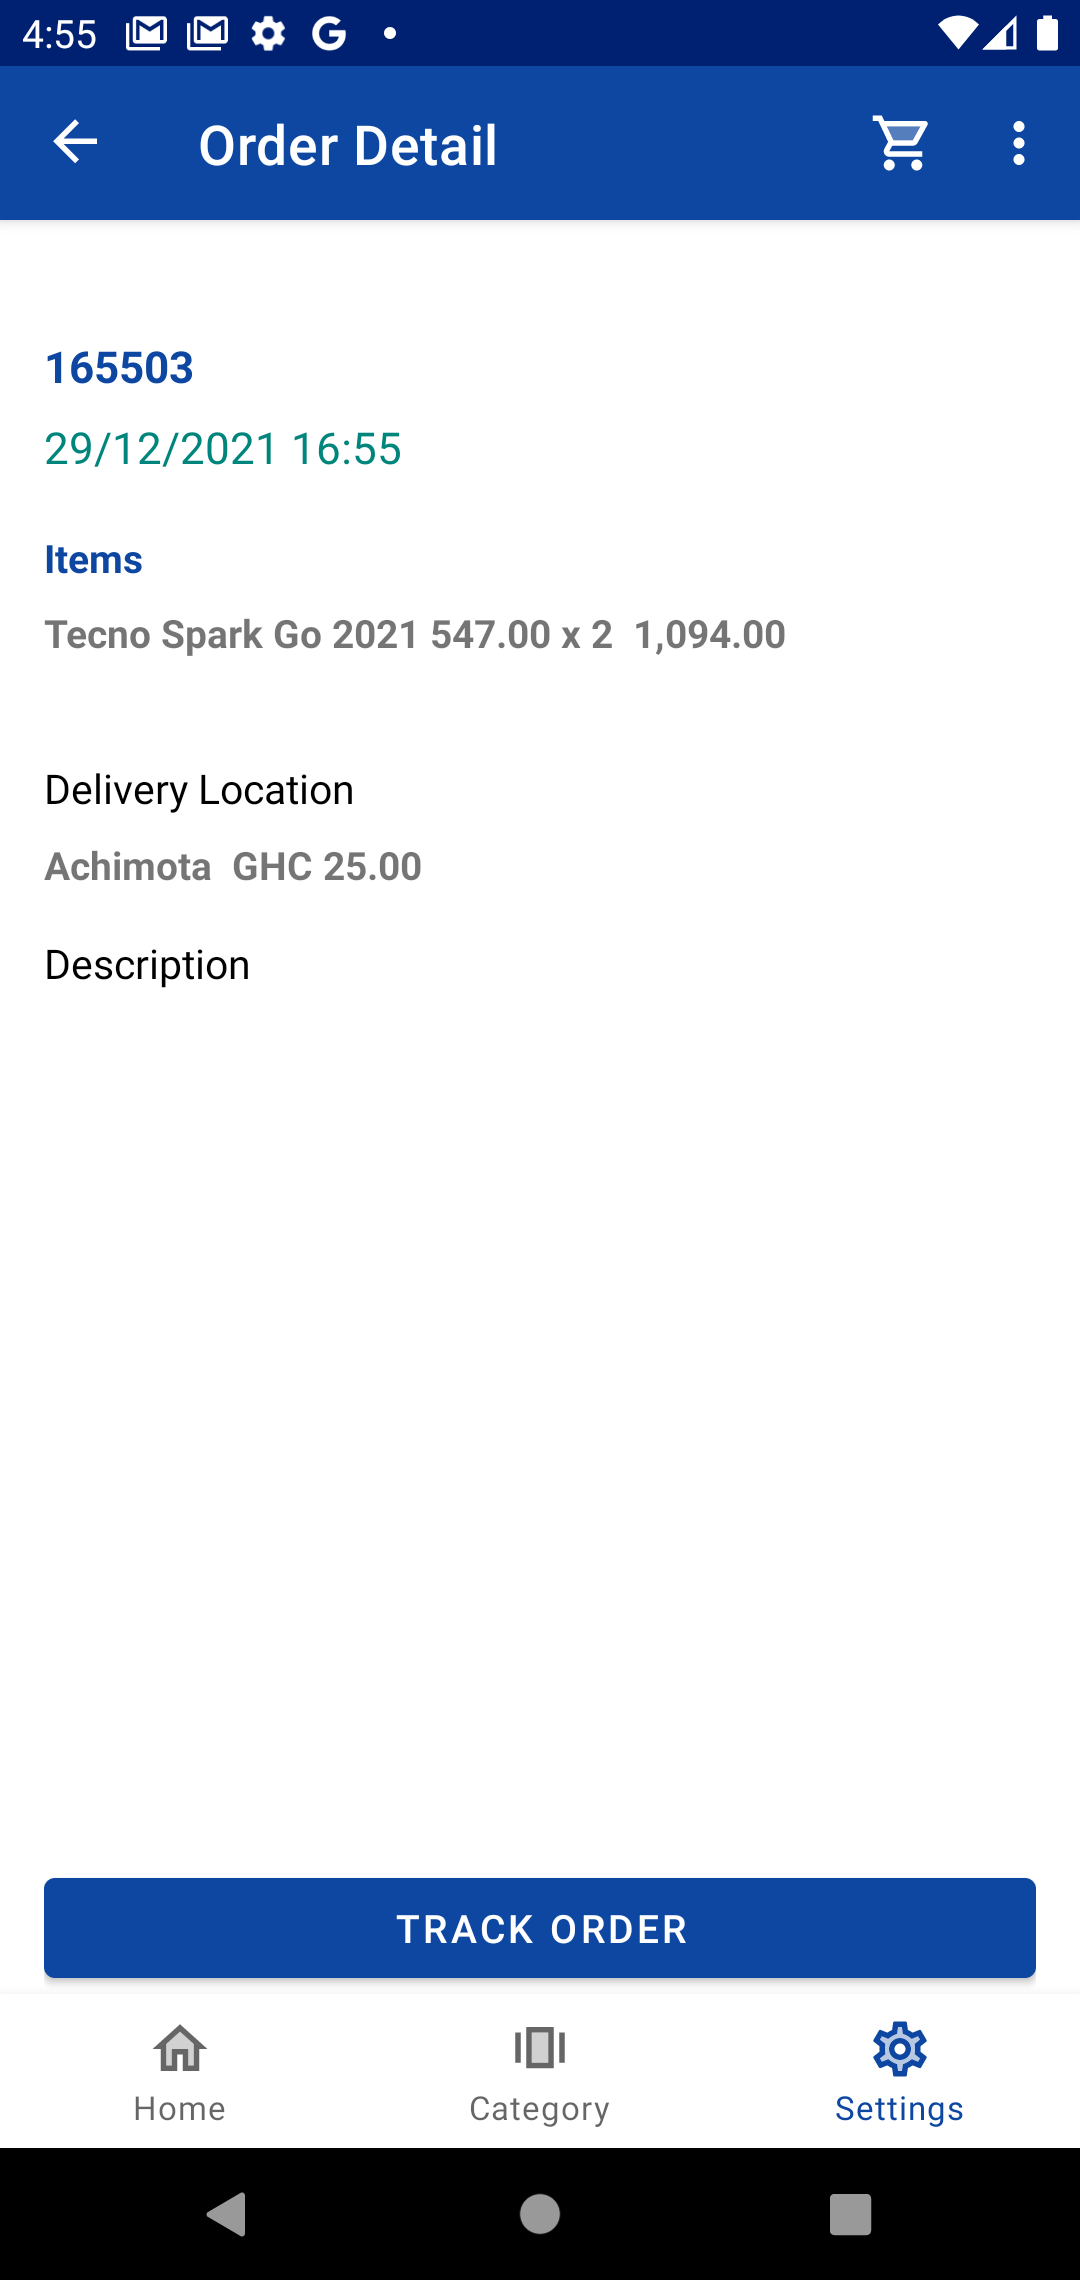 4:55
Order Detail
165503
29/12/2021 16:55
Items
Tecno Spark Go 2021 547.00 x 2  1,094.00
Delivery Location
Achimota  GHC 25.00
Description
TRACK ORDER
Home
Category
Settings